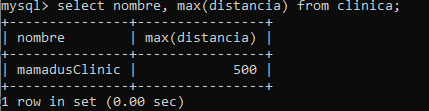 mysql> select nombre, max(distancia) from clinica;
+---------------+----------------+
| nombre        | max(distancia) |
+---------------+----------------+
| mamadusClinic |            500 |
+---------------+----------------+
1 row in set (0.00 sec)